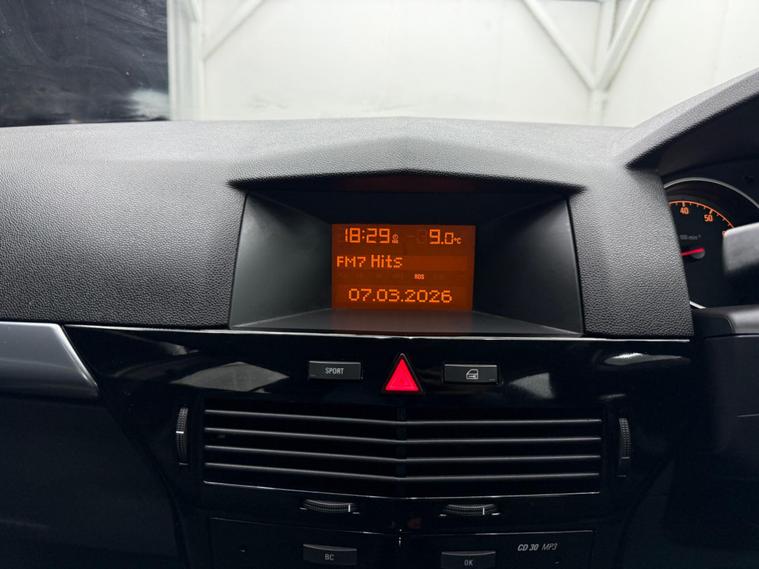 18:29 9.0°C
FM7 Hits
RDS
07.03.2026
40 50
SPORT
CD 30 MP3
BC
OK